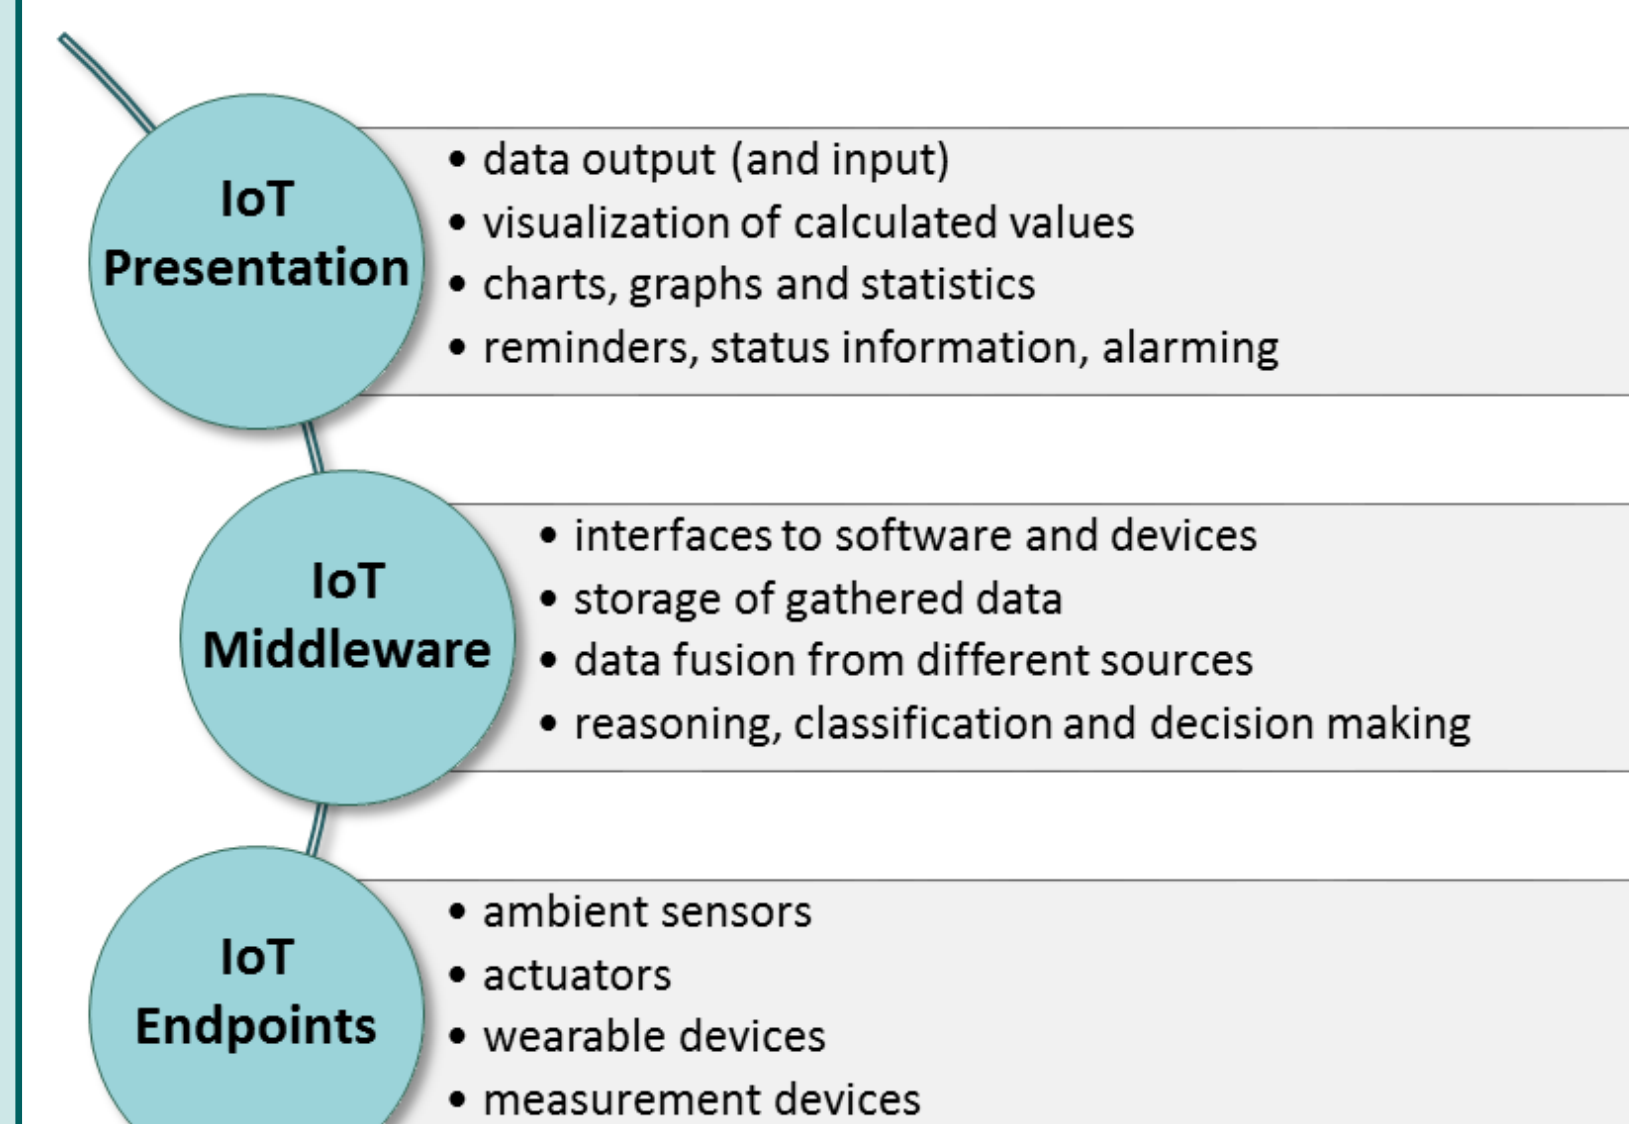 IoT
Presentation
• data output (and input)
• visualization of calculated values
• charts, graphs and statistics
• reminders, status information, alarming
IoT
Middleware
• interfaces to software and devices
• storage of gathered data
• data fusion from different sources
• reasoning, classification and decision making
IoT
Endpoints
• ambient sensors
• actuators
• wearable devices
• measurement devices